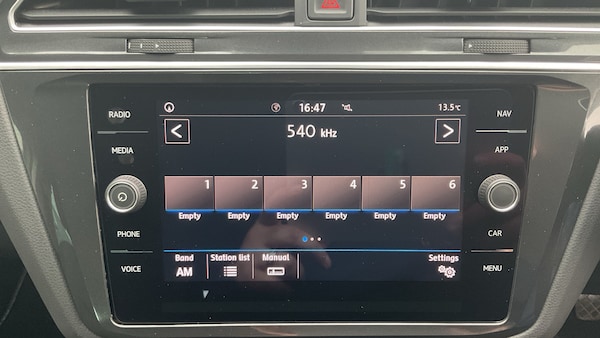 RADIO
MEDIA
PHONE
VOICE
16:47
13.5°C
540 kHz
1 2 3 4 5 6
Empty Empty Empty Empty Empty Empty
Band Station list Manual Settings
AM
NAV
APP
CAR
MENU